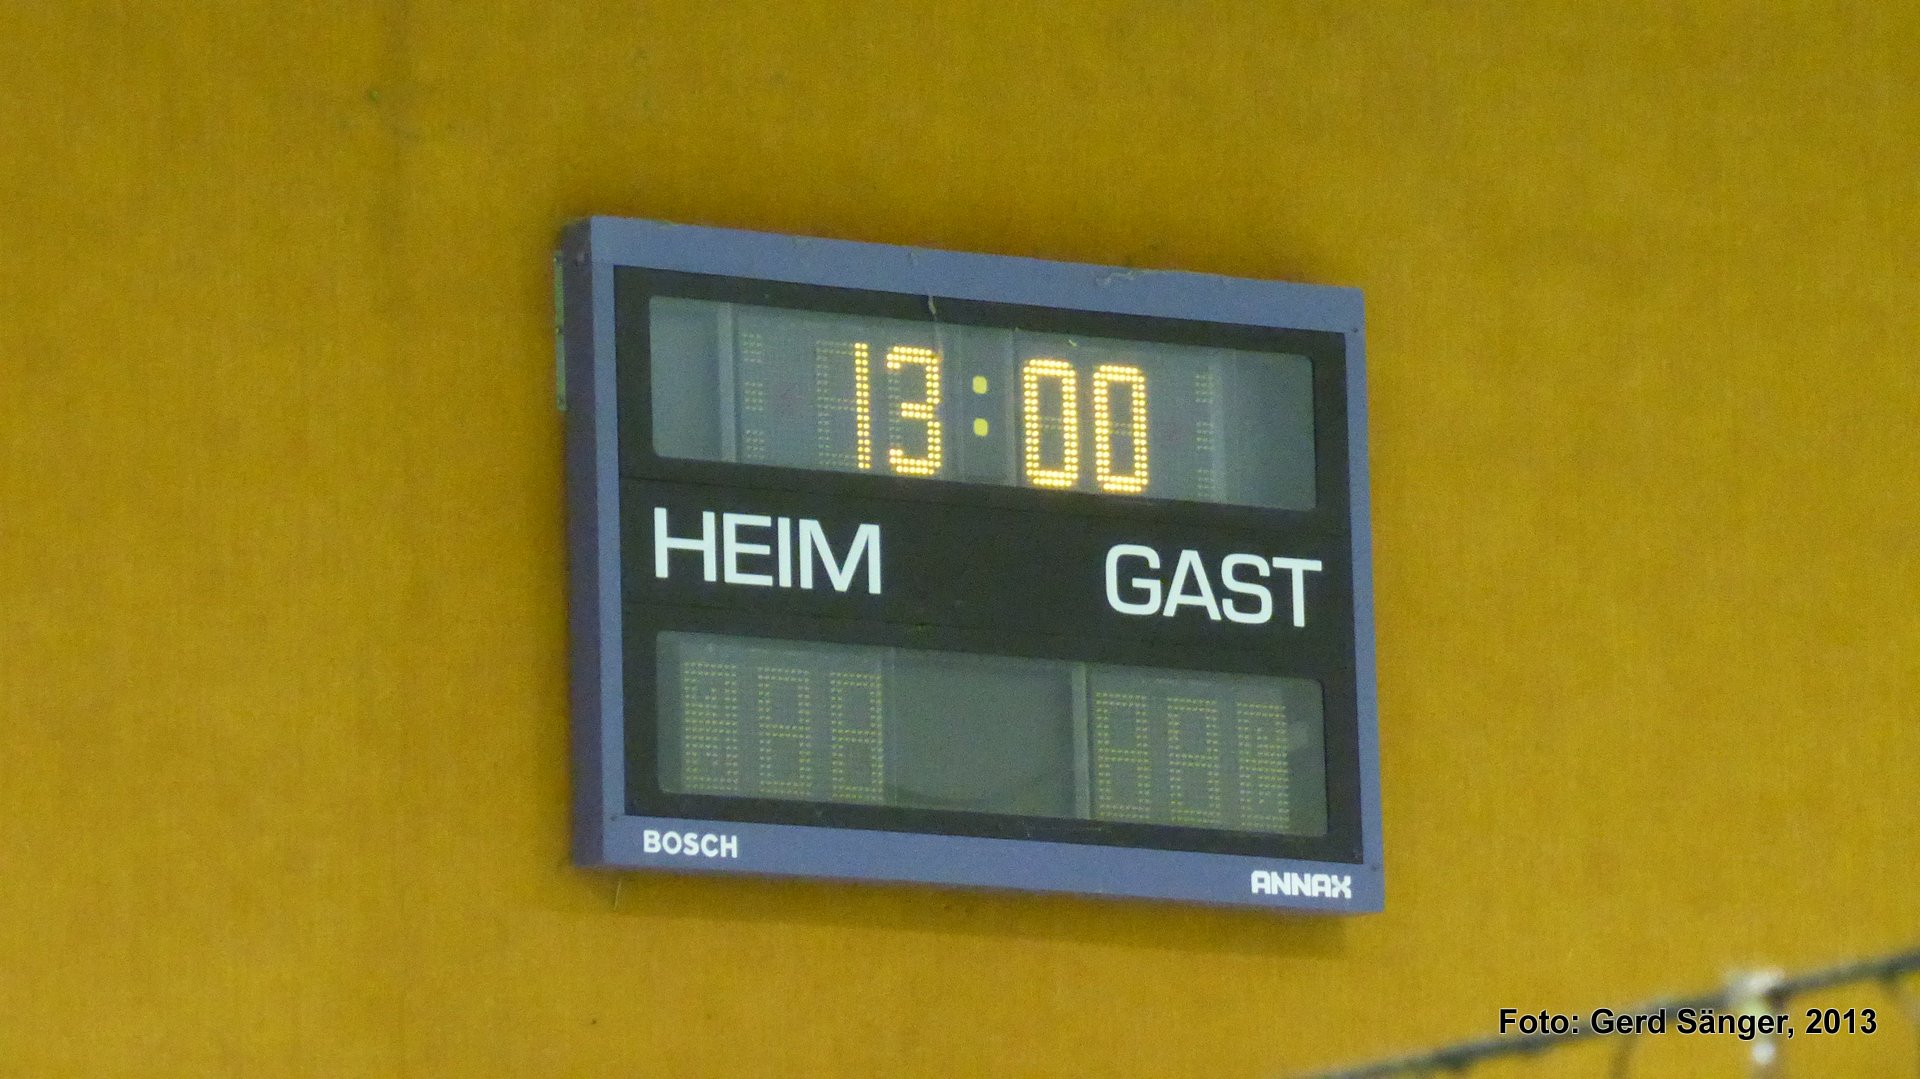 13:00
HEIM GAST
BOSCH
ANNAX
Foto: Gerd Sänger, 2013